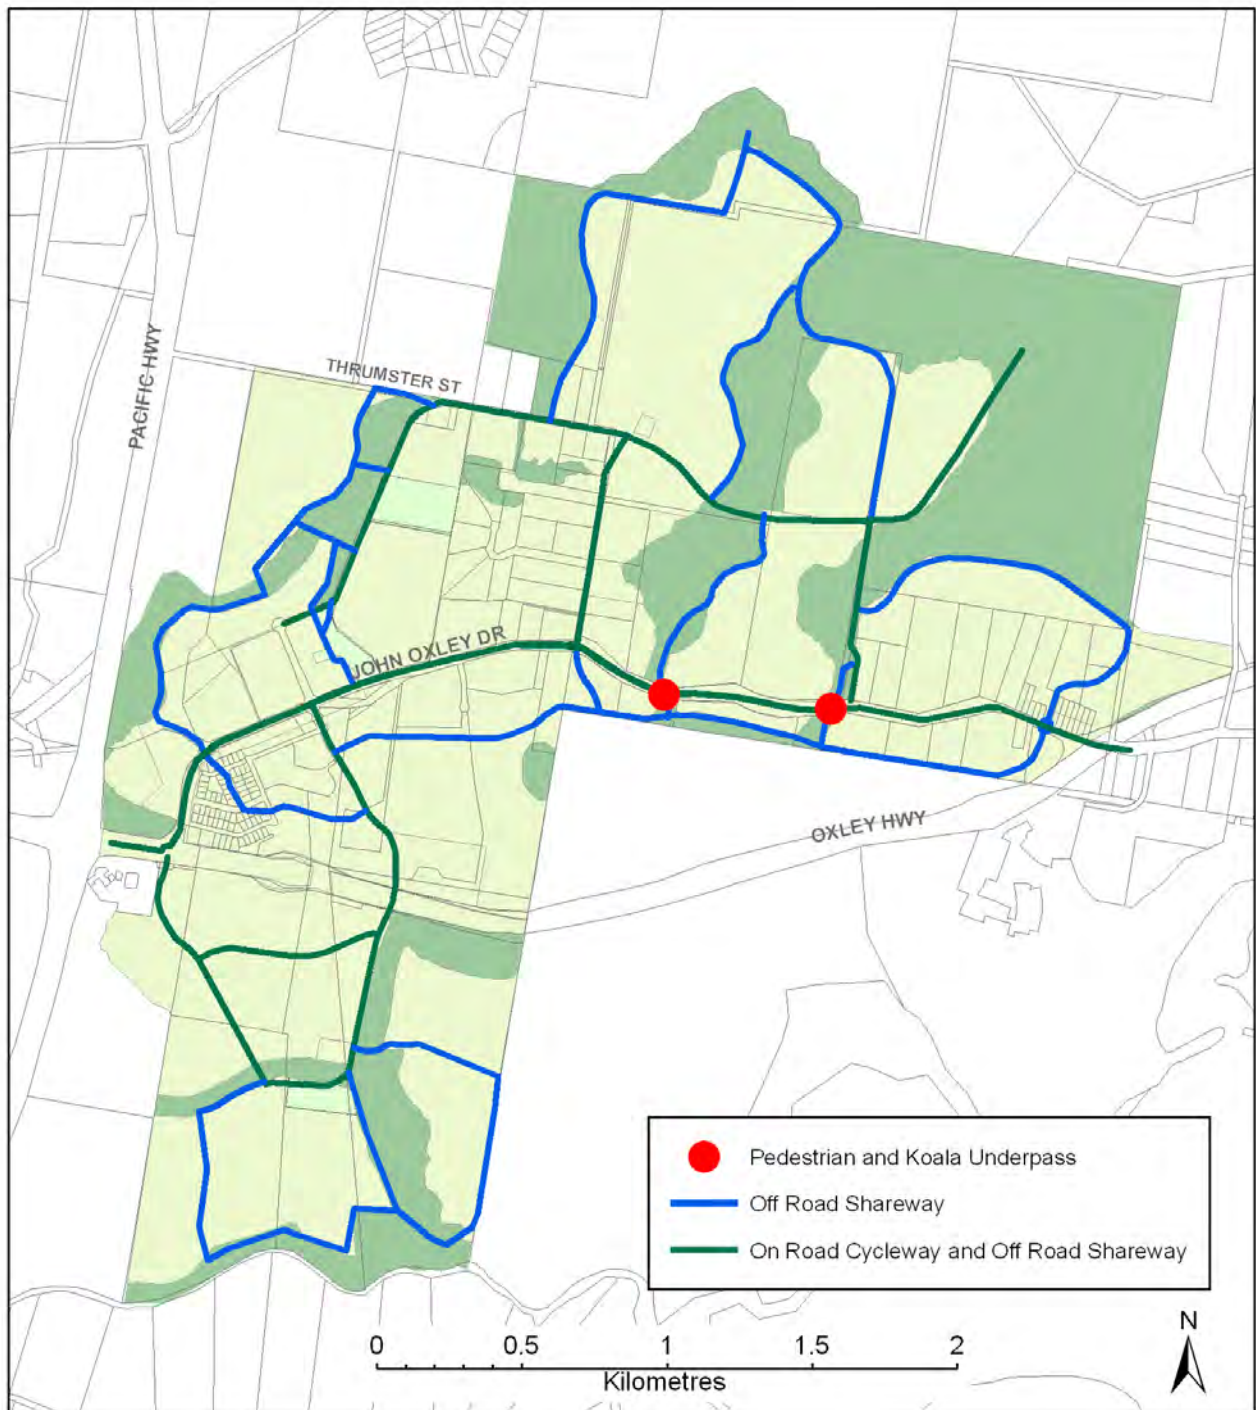 THRUMSTER ST
PACIFIC HWY
JOHN OXLEY DR
OXLEY HWY
Pedestrian and Koala Underpass
Off Road Shareway
On Road Cycleway and Off Road Shareway
N
0 0.5 1 1.5 2
Kilometres